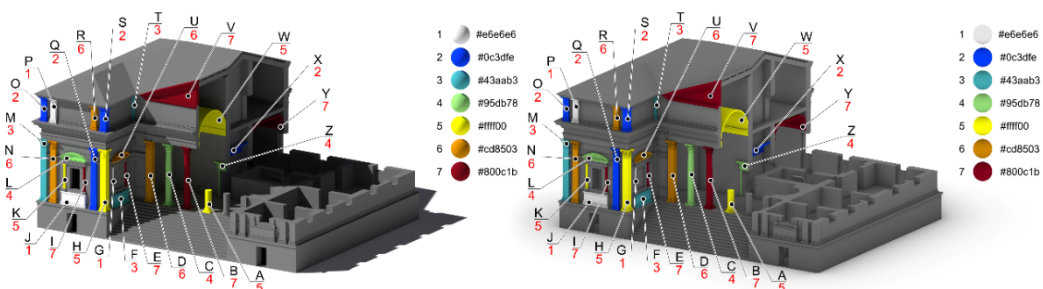 S T U V
2 3 6 7
R W
6 5
Q X
2 2
P Y
1 7
O Z
2 4
M
3
N
6
L
4
K
5
J I H G F E D C B A
1 7 5 1 3 7 6 4 7 5
1 #e6e6e6
2 #0c3dfe
3 #43aab3
4 #95db78
5 #ffff00
6 #cd8503
7 #800c1b
S T U V
2 3 6 7
R W
6 5
Q X
2 2
P Y
1 7
O Z
2 4
M
3
N
6
L
4
K
5
J I H G F E D C B A
1 7 5 1 3 7 6 4 7 5
1 #e6e6e6
2 #0c3dfe
3 #43aab3
4 #95db78
5 #ffff00
6 #cd8503
7 #800c1b